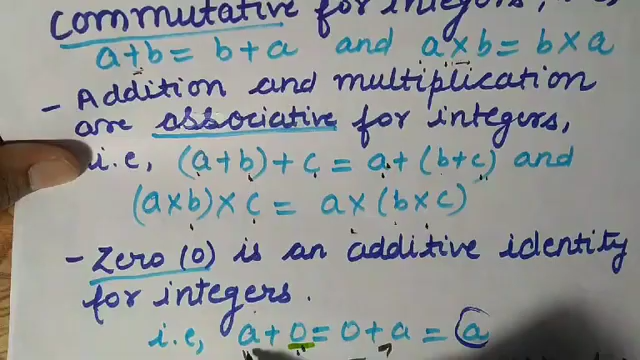 commutative for integers, i.e,
a+b = b+a and a×b = b×a
- Addition and multiplication
are associative for integers,
i.e, (a+b)+c = a+(b+c) and
(a×b)×c = a×(b×c)
- Zero (0) is an additive identity
for integers.
i.e, a+0 = 0+a = a